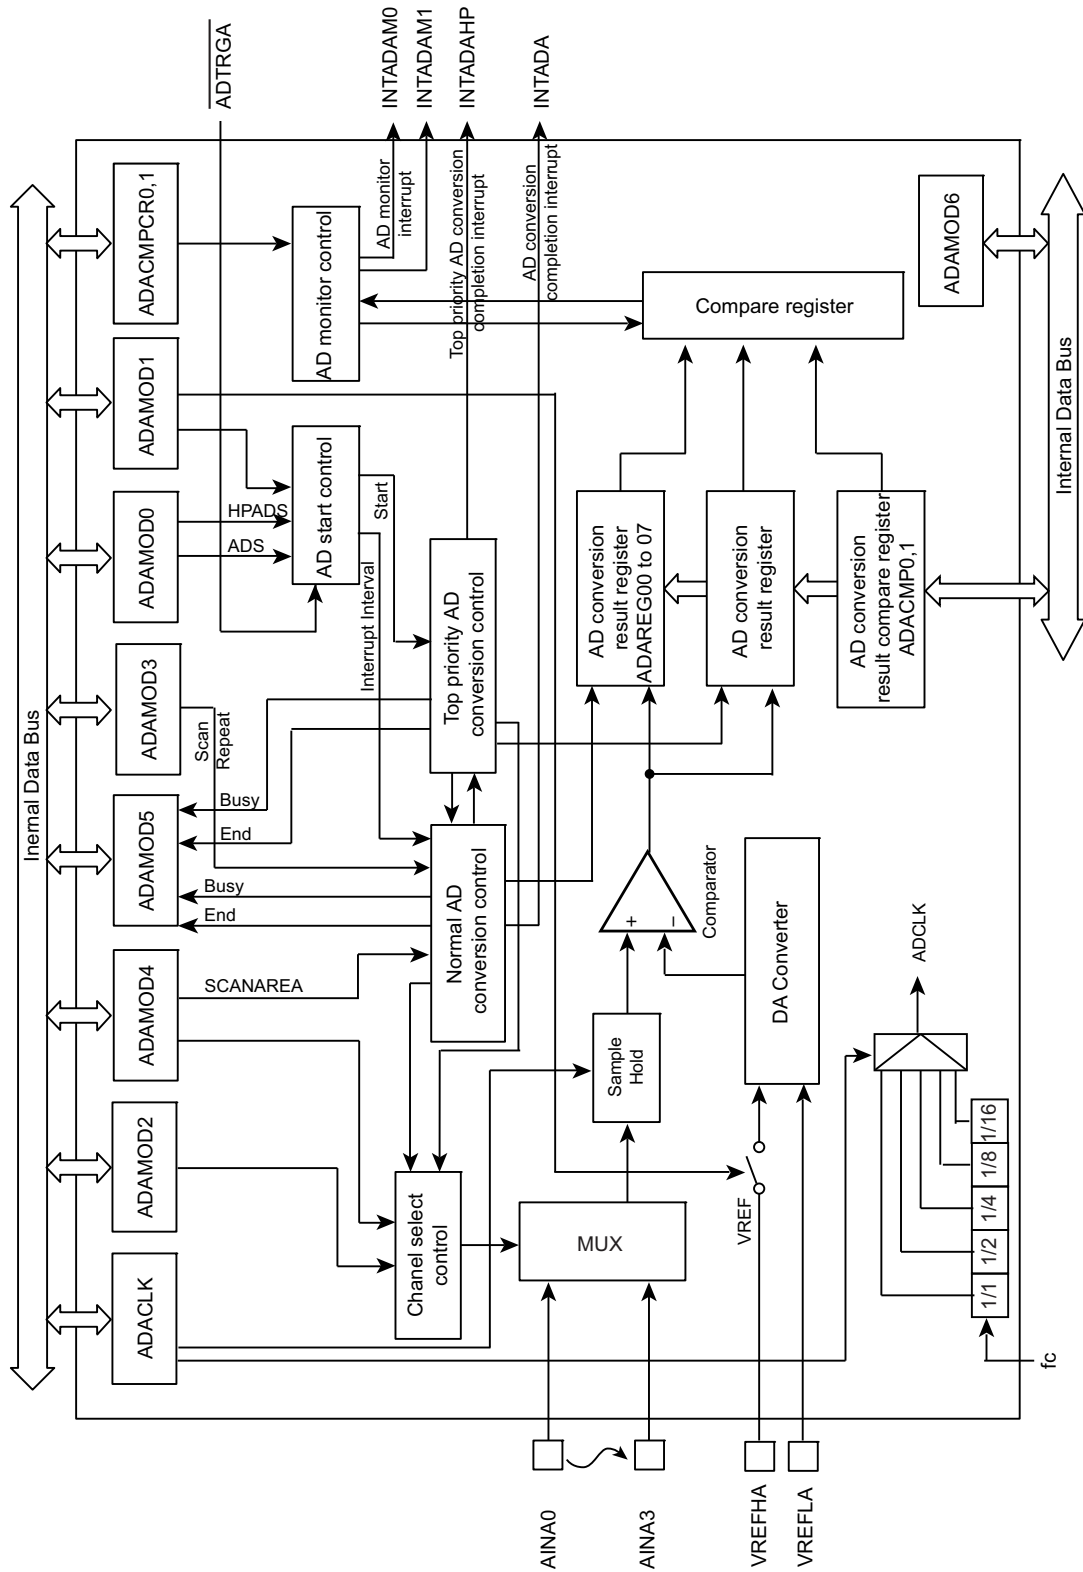 Inernal Data Bus
ADACLK
ADAMOD2
ADAMOD4
ADAMOD5
ADAMOD3
ADAMOD0
ADAMOD1
ADACMPCR0,1
ADTRGA
SCANAREA
End
Busy
End
Busy
Scan
Repeat
ADS
HPADS
Chanel select
control
Normal AD
conversion control
Top priority AD
conversion control
AD start control
AD monitor control
Interrupt Interval
Start
AD monitor
interrupt
Top priority AD conversion
completion interrupt
AD conversion
completion interrupt
INTADAM0
INTADAM1
INTADAHP
INTADA
AINA0
AINA3
MUX
Sample
Hold
+
−
Comparator
AD conversion
result register
ADAREG00 to 07
AD conversion
result register
AD conversion
result compare register
ADACMP0,1
Compare register
VREFHA
VREFLA
VREF
DA Converter
ADCLK
1/1
1/2
1/4
1/8
1/16
fc
ADAMOD6
Internal Data Bus